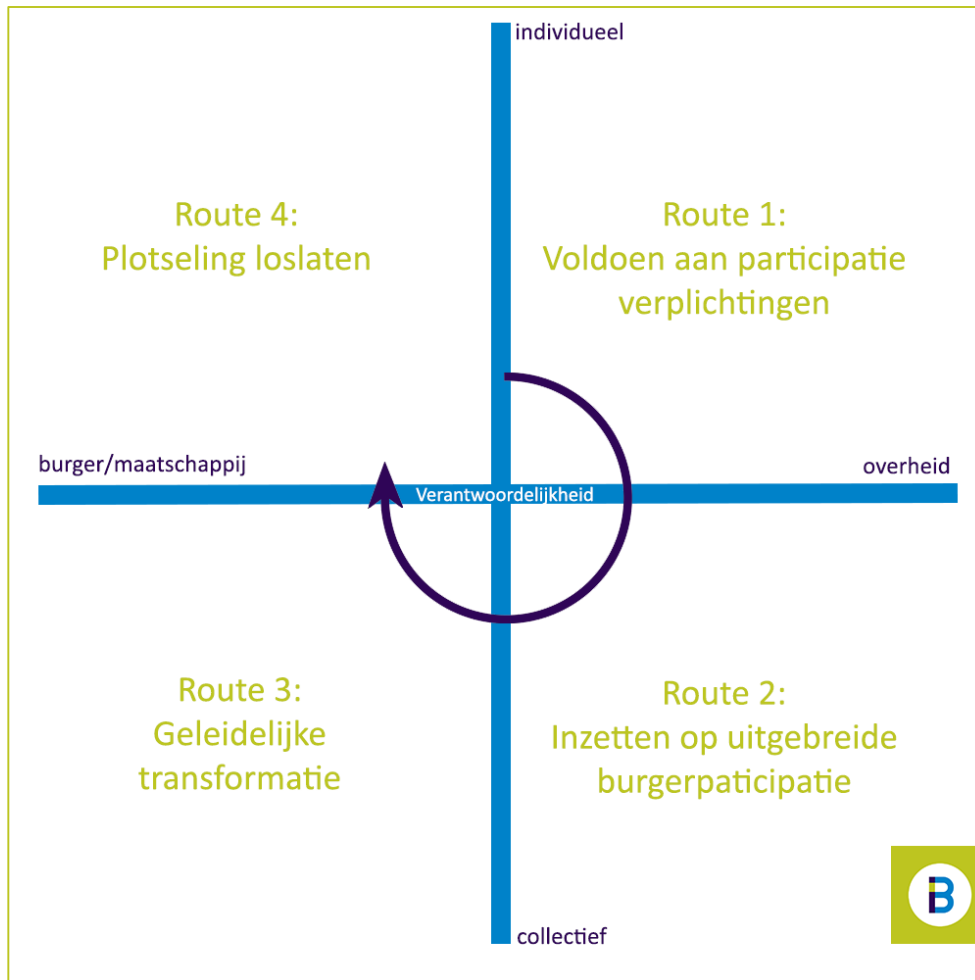 individueel
Route 4:
Plotseling loslaten
Route 1:
Voldoen aan participatie
verplichtingen
burger/maatschappij
overheid
Verantwoordelijkheid
Route 3:
Geleidelijke
transformatie
Route 2:
Inzetten op uitgebreide
burgerpaticipatie
collectief
iB